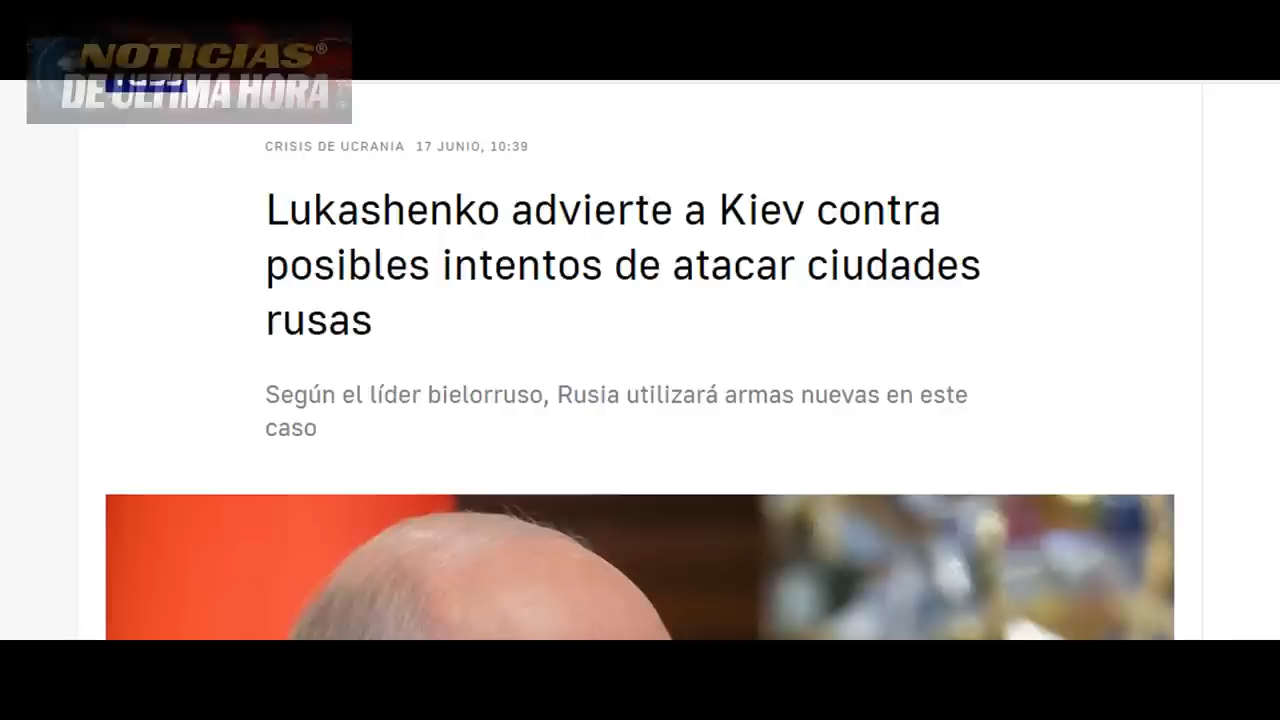 NOTICIAS®
DE ÚLTIMA HORA
CRISIS DE UCRANIA 17 JUNIO, 10:39
Lukashenko advierte a Kiev contra
posibles intentos de atacar ciudades
rusas
Según el líder bielorruso, Rusia utilizará armas nuevas en este
caso